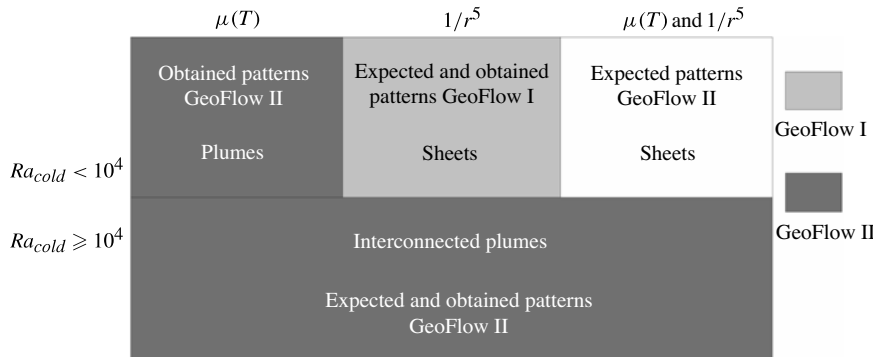 μ(T)
1/r⁵
μ(T) and 1/r⁵
Obtained patterns
GeoFlow II
Plumes
Expected and obtained
patterns GeoFlow I
Sheets
Expected patterns
GeoFlow II
Sheets
GeoFlow I
GeoFlow II
Ra_cold < 10⁴
Ra_cold ⩾ 10⁴
Interconnected plumes
Expected and obtained patterns
GeoFlow II